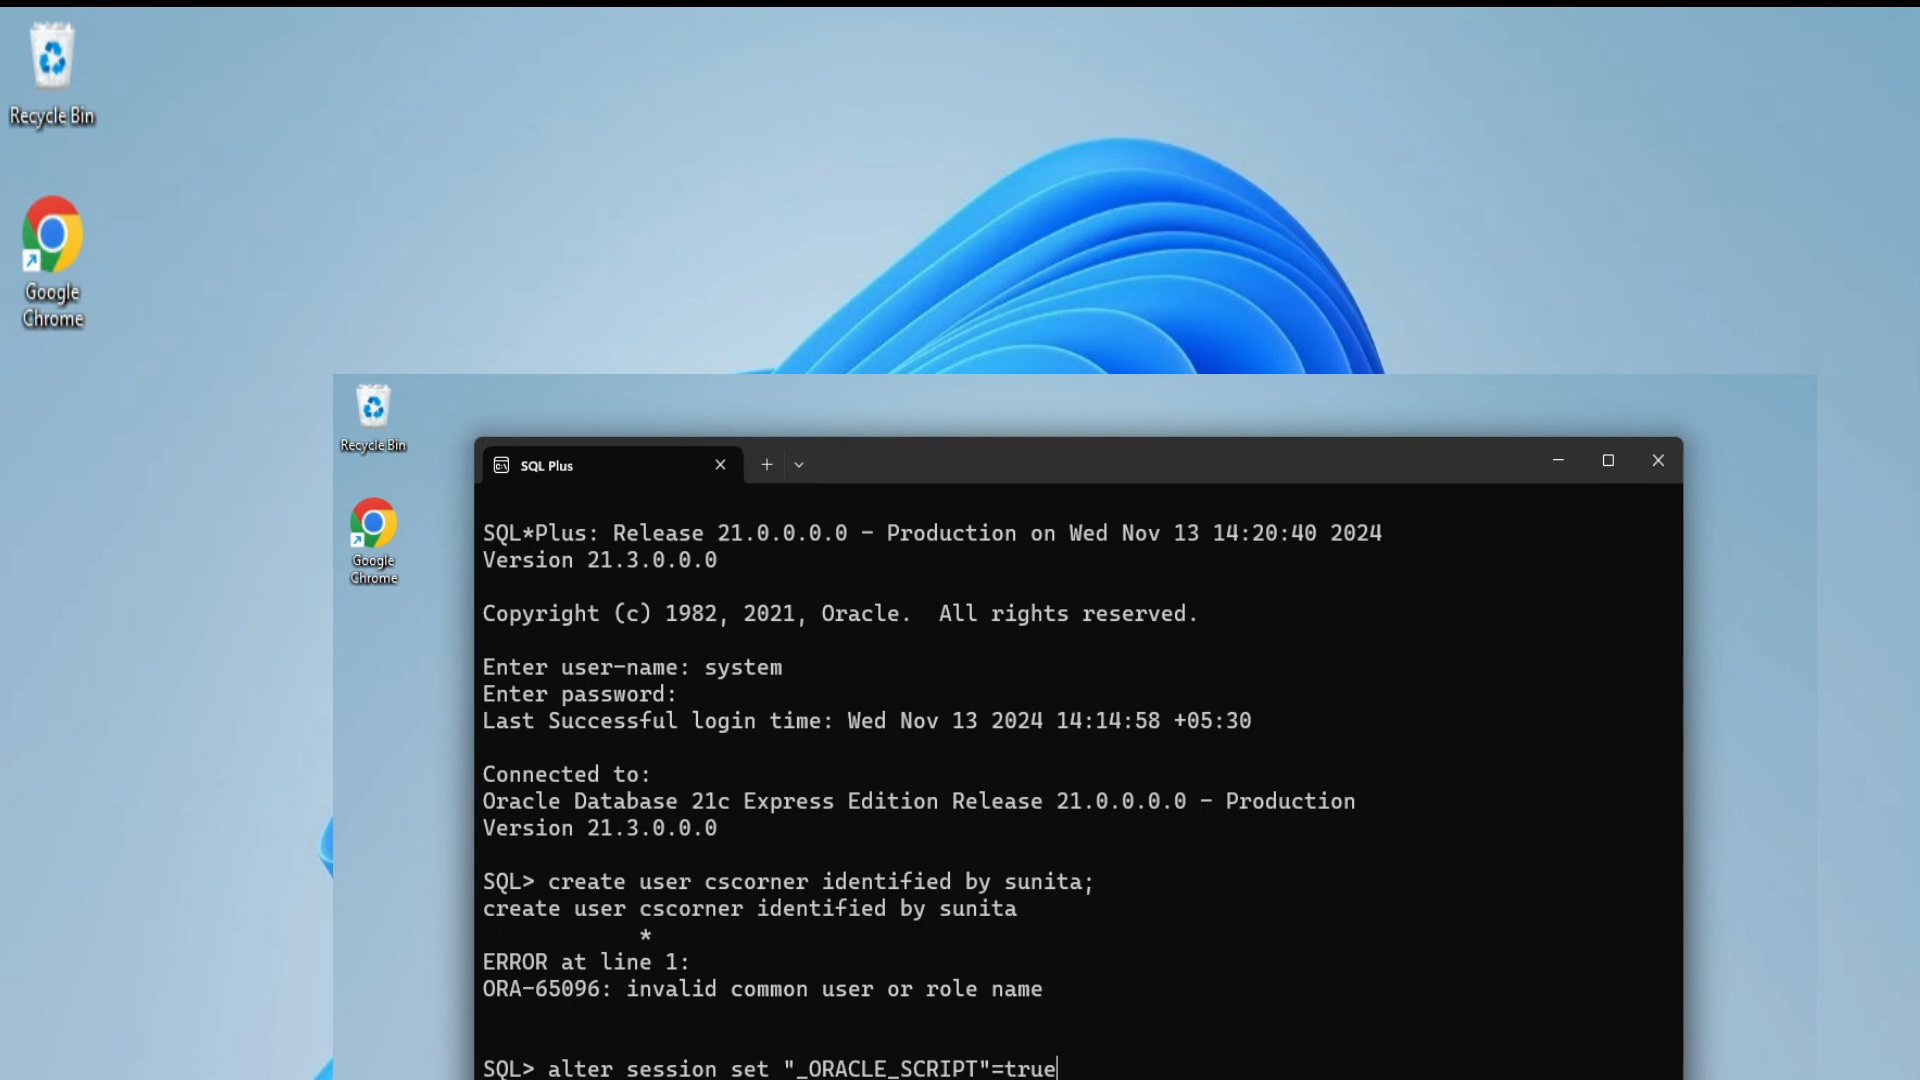 Recycle Bin
Google
Chrome
Recycle Bin
Google
Chrome
SQL Plus
SQL*Plus: Release 21.0.0.0.0 - Production on Wed Nov 13 14:20:40 2024
Version 21.3.0.0.0
Copyright (c) 1982, 2021, Oracle.  All rights reserved.
Enter user-name: system
Enter password:
Last Successful login time: Wed Nov 13 2024 14:14:58 +05:30
Connected to:
Oracle Database 21c Express Edition Release 21.0.0.0.0 - Production
Version 21.3.0.0.0
SQL> create user cscorner identified by sunita;
create user cscorner identified by sunita
*
ERROR at line 1:
ORA-65096: invalid common user or role name
SQL> alter session set "_ORACLE_SCRIPT"=true